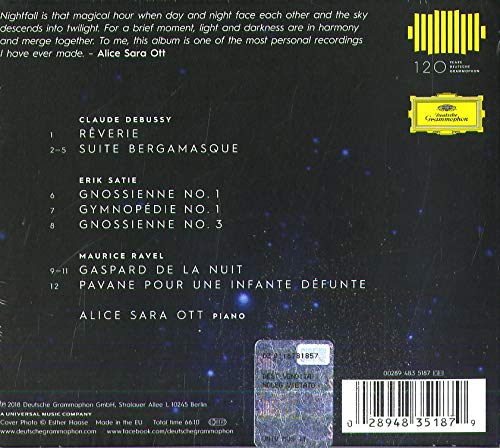 Nightfall is that magical hour when day and night face each other and the sky
descends into twilight. For a brief moment, light and darkness are in harmony
and merge together. To me, this album is one of the most personal recordings
I have ever made. – Alice Sara Ott
120 YEARS
DEUTSCHE
GRAMMOPHON
Deutsche
Grammophon
CLAUDE DEBUSSY
1 RÊVERIE
2–5 SUITE BERGAMASQUE
ERIK SATIE
6 GNOSSIENNE NO. 1
7 GYMNOPÉDIE NO. 1
8 GNOSSIENNE NO. 3
MAURICE RAVEL
9–11 GASPARD DE LA NUIT
12 PAVANE POUR UNE INFANTE DÉFUNTE
ALICE SARA OTT PIANO
00289 483 5187
0 28948 35187 9
℗ 2018 Deutsche Grammophon GmbH, Stralauer Allee 1, 10245 Berlin
A UNIVERSAL MUSIC COMPANY
Cover Photo © Esther Haase Made in the EU Total time 66:10
www.deutschegrammophon.com www.facebook.com/deutschegrammophon